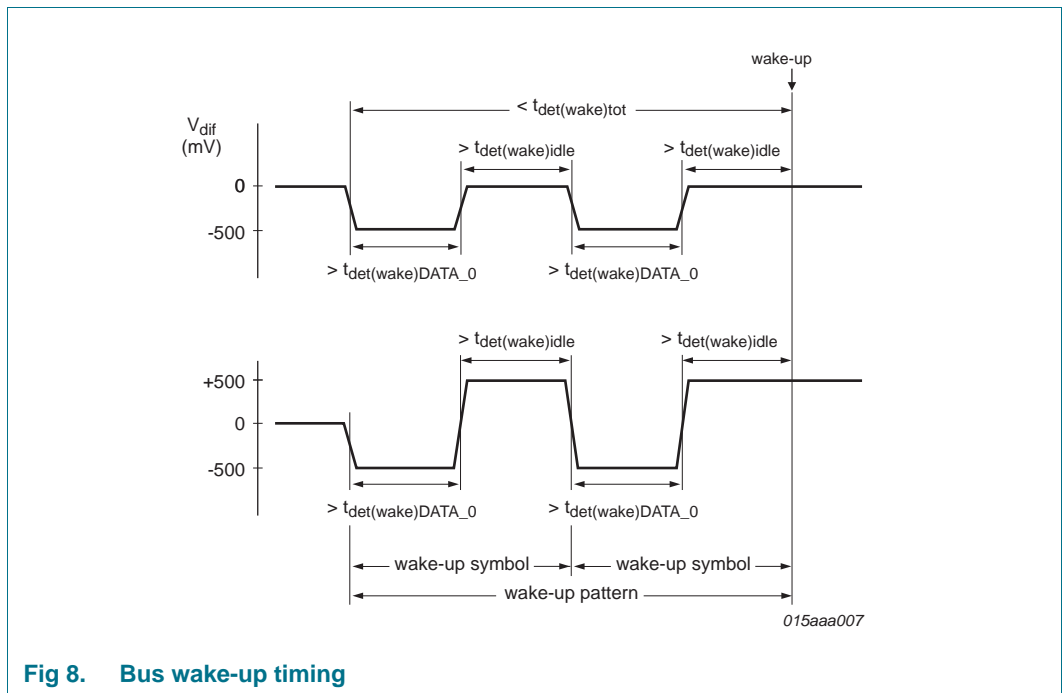 wake-up
< tdet(wake)tot
Vdif
(mV)
> tdet(wake)idle > tdet(wake)idle
0
-500
> tdet(wake)DATA_0 > tdet(wake)DATA_0
> tdet(wake)idle > tdet(wake)idle
+500
0
-500
> tdet(wake)DATA_0 > tdet(wake)DATA_0
wake-up symbol wake-up symbol
wake-up pattern
015aaa007
Fig 8. Bus wake-up timing